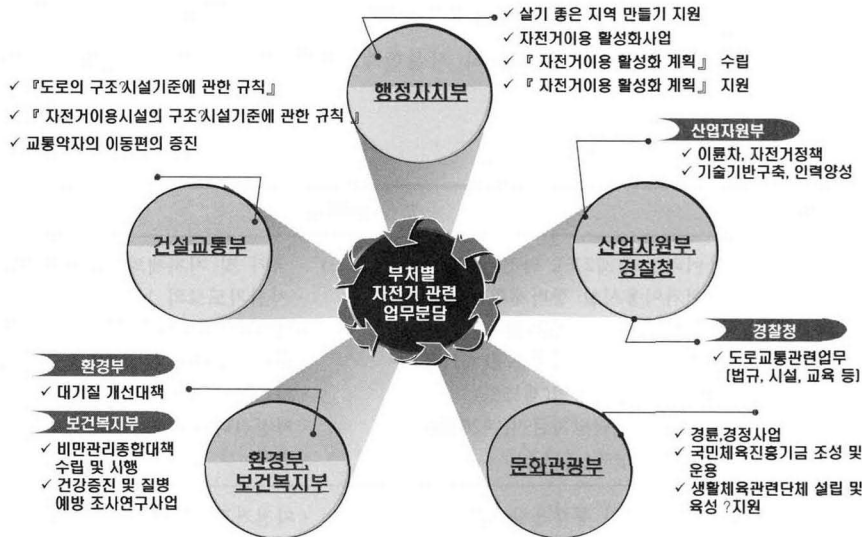 ✓ 살기 좋은 지역 만들기 지원
✓ 자전거이용 활성화사업
✓ 『 자전거이용 활성화 계획』 수립
✓ 『 자전거이용 활성화 계획』 지원
행정자치부
✓ 『도로의 구조?시설기준에 관한 규칙』
✓ 『 자전거이용시설의 구조?시설기준에 관한 규칙 』
✓ 교통약자의 이동편의 증진
건설교통부
산업자원부
✓ 이륜차, 자전거정책
✓ 기술기반구축, 인력양성
산업자원부,
경찰청
부처별
자전거 관련
업무분담
경찰청
✓ 도로교통관련업무
(법규, 시설, 교육 등)
환경부
✓ 대기질 개선대책
보건복지부
✓ 비만관리종합대책
수립 및 시행
✓ 건강증진 및 질병
예방 조사연구사업
환경부,
보건복지부
문화관광부
✓ 경륜,경정사업
✓ 국민체육진흥기금 조성 및
운용
✓ 생활체육관련단체 설립 및
육성 ?지원